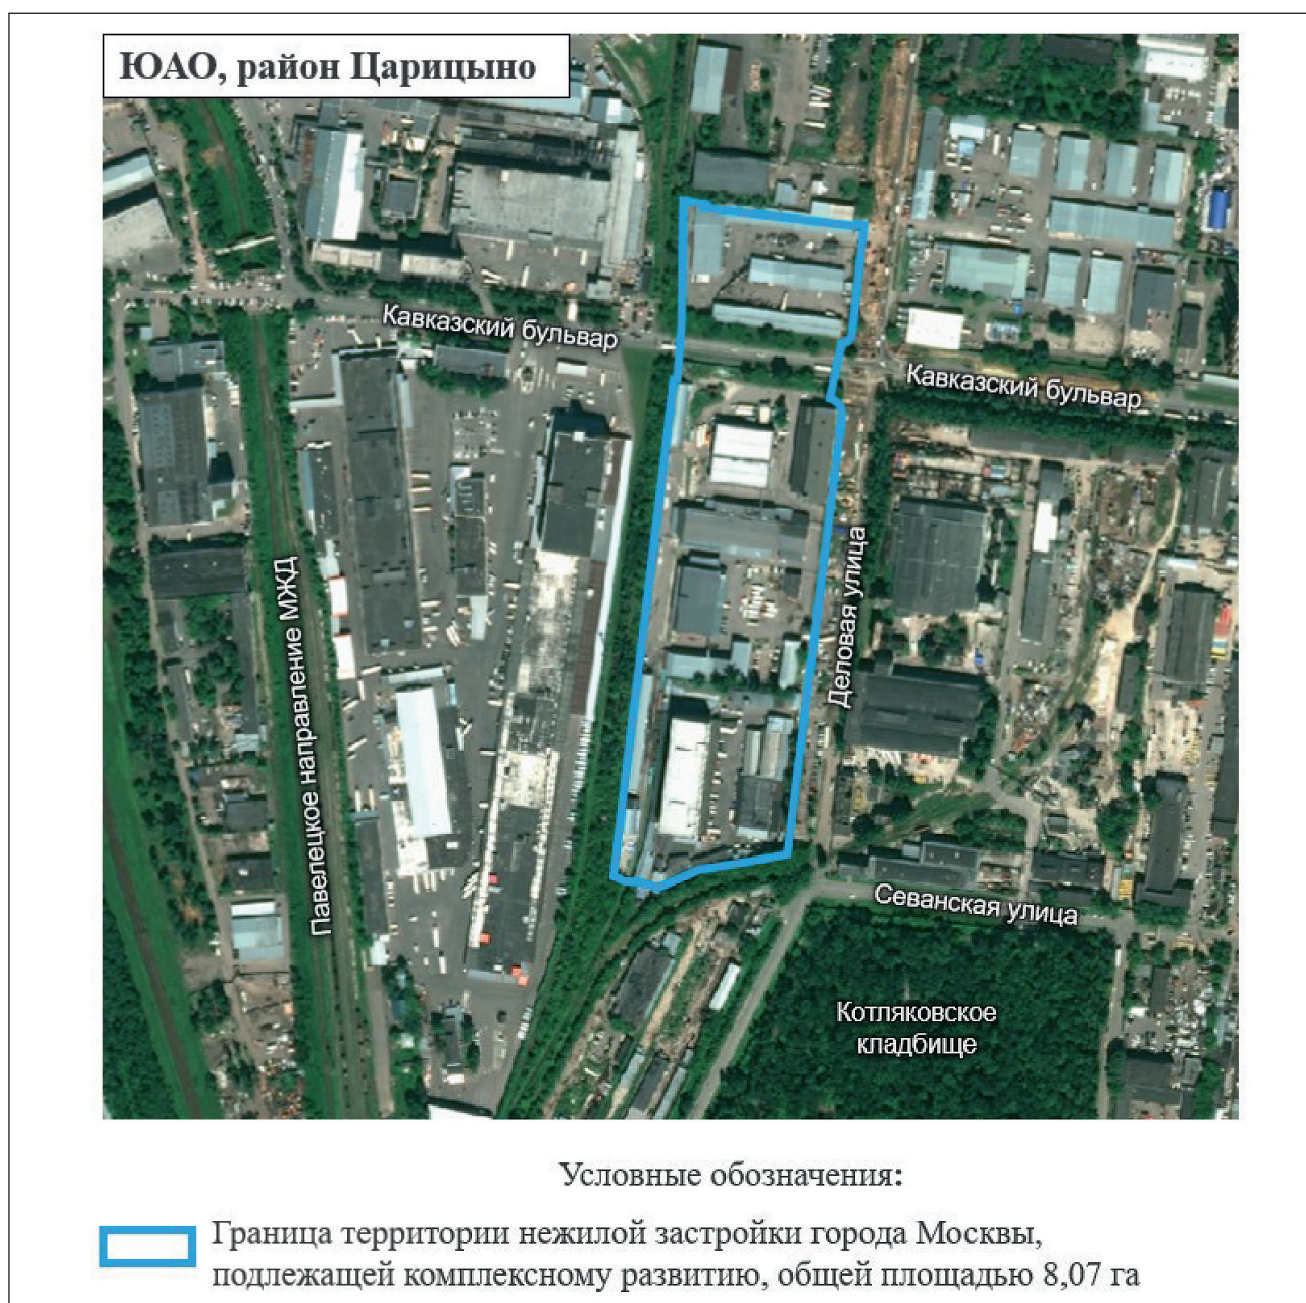 ЮАО, район Царицыно
Кавказский бульвар
Кавказский бульвар
Деловая улица
Павелецкое направление МЖД
Севанская улица
Котляковское
кладбище
Условные обозначения:
Граница территории нежилой застройки города Москвы,
подлежащей комплексному развитию, общей площадью 8,07 га